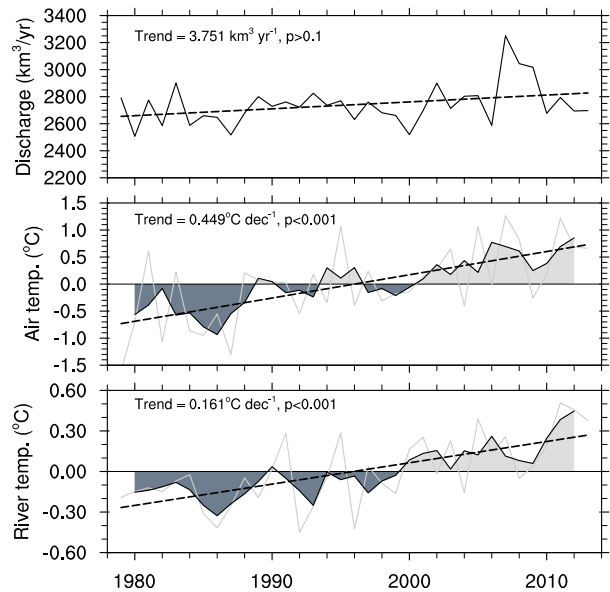 3400
3200
3000
2800
2600
2400
2200
Discharge (km³/yr)
Trend = 3.751 km³ yr⁻¹, p>0.1
1.5
1.0
0.5
0.0
-0.5
-1.0
-1.5
Air temp. (°C)
Trend = 0.449°C dec⁻¹, p<0.001
0.60
0.30
0.00
-0.30
-0.60
River temp. (°C)
Trend = 0.161°C dec⁻¹, p<0.001
1980 1990 2000 2010